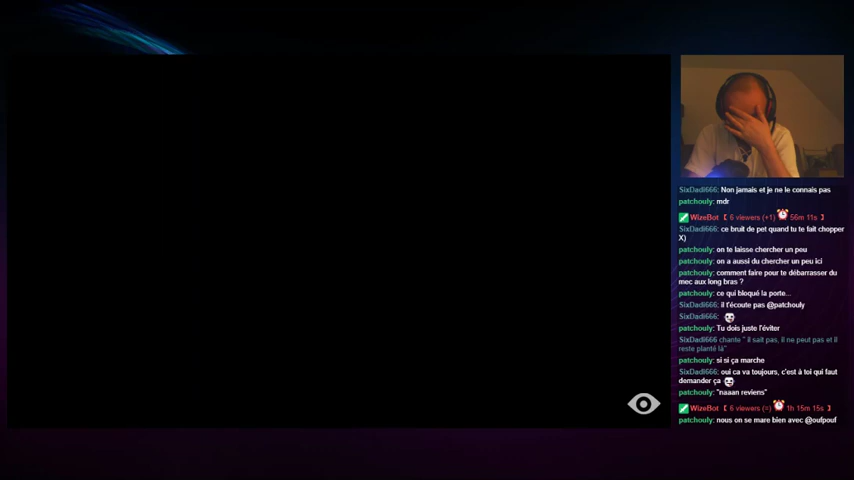 SixDadi666: Non jamais et je ne le connais pas
patchouly: mdr
WizeBot 【 6 viewers (+1) 56m 11s 】
SixDadi666: ce bruit de pet quand tu te fait chopper
X)
patchouly: on te laisse chercher un peu
patchouly: on a aussi du chercher un peu ici
patchouly: comment faire pour te débarrasser du
mec aux long bras ?
patchouly: ce qui bloqué la porte...
SixDadi666: il t'écoute pas @patchouly
SixDadi666:
patchouly: Tu dois juste l'éviter
SixDadi666 chante " il sait pas, il ne peut pas et il
reste planté là"
patchouly: si si ça marche
SixDadi666: oui ca va toujours, c'est à toi qui faut
demander ça
patchouly: "naaan reviens"
WizeBot 【 6 viewers (=) 1h 15m 15s 】
patchouly: nous on se mare bien avec @oufpouf